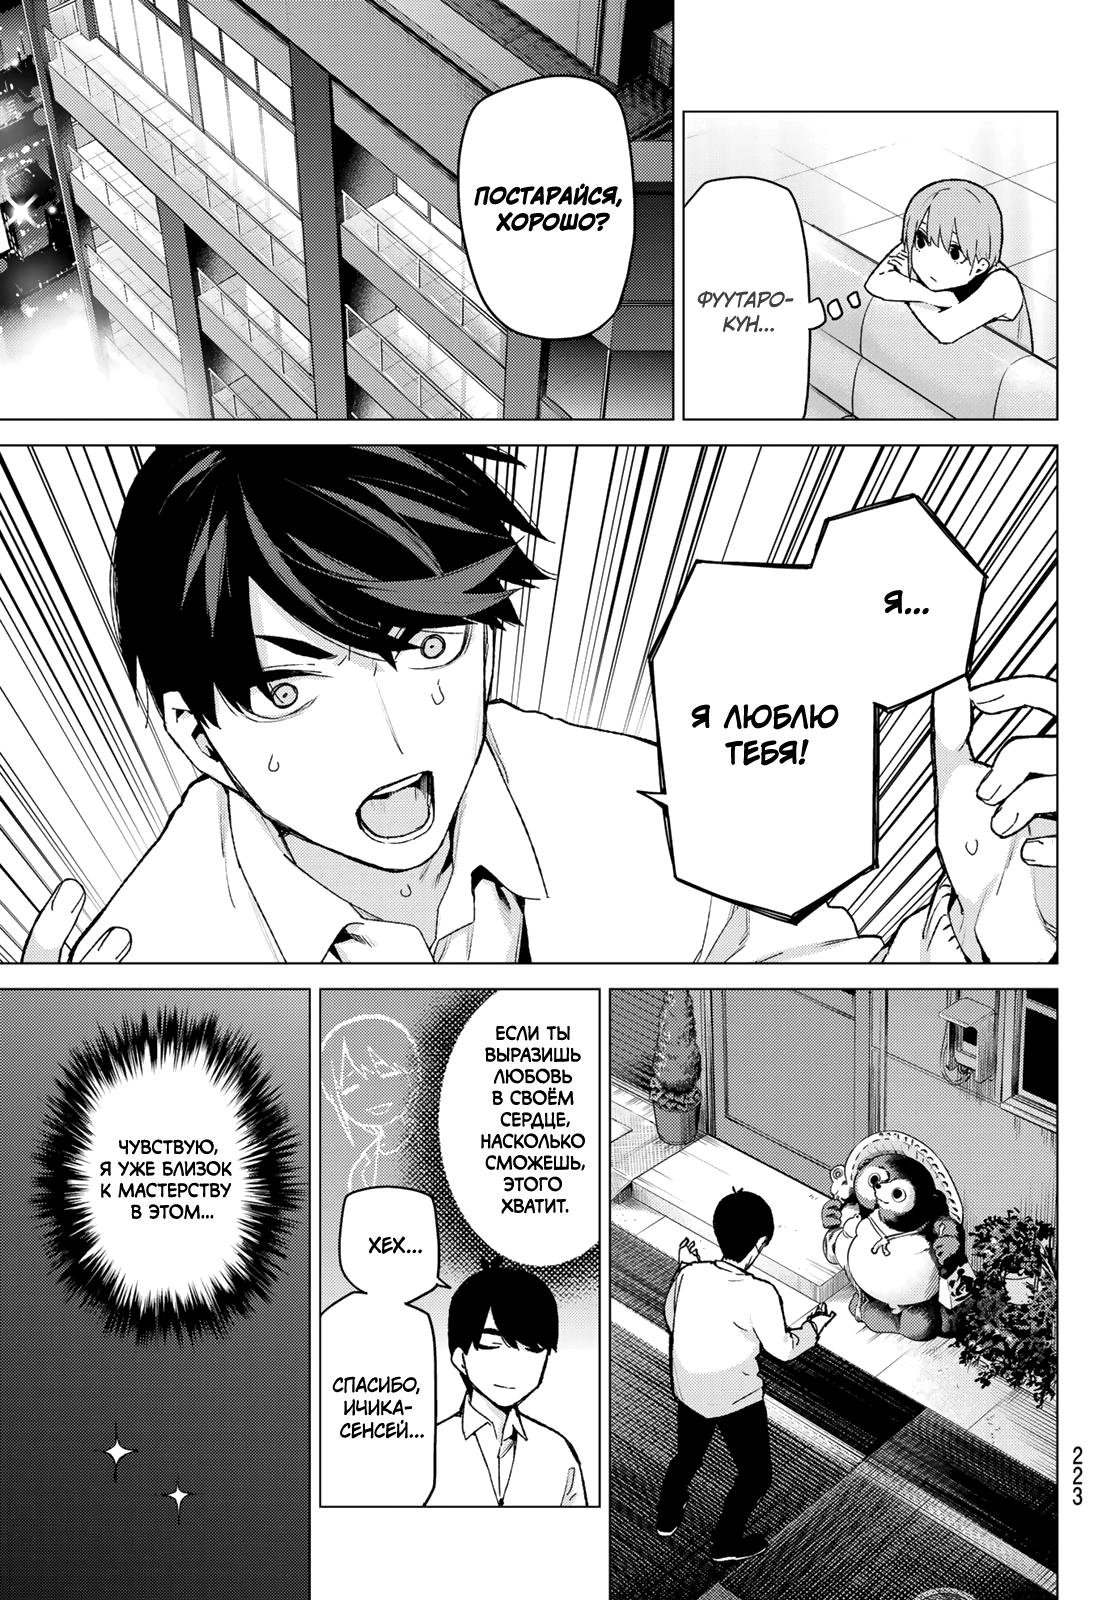 ФУУТАРО-
КУН...
ПОСТАРАЙСЯ,
ХОРОШО?
Я...
Я ЛЮБЛЮ
ТЕБЯ!
ЕСЛИ ТЫ
ВЫРАЗИШЬ
ЛЮБОВЬ
В СВОЁМ
СЕРДЦЕ,
НАСКОЛЬКО
СМОЖЕШЬ,
ЭТОГО
ХВАТИТ.
ХЕХ...
СПАСИБО,
ИЧИКА-
СЕНСЕЙ...
ЧУВСТВУЮ,
Я УЖЕ БЛИЗОК
К МАСТЕРСТВУ
В ЭТОМ...
223